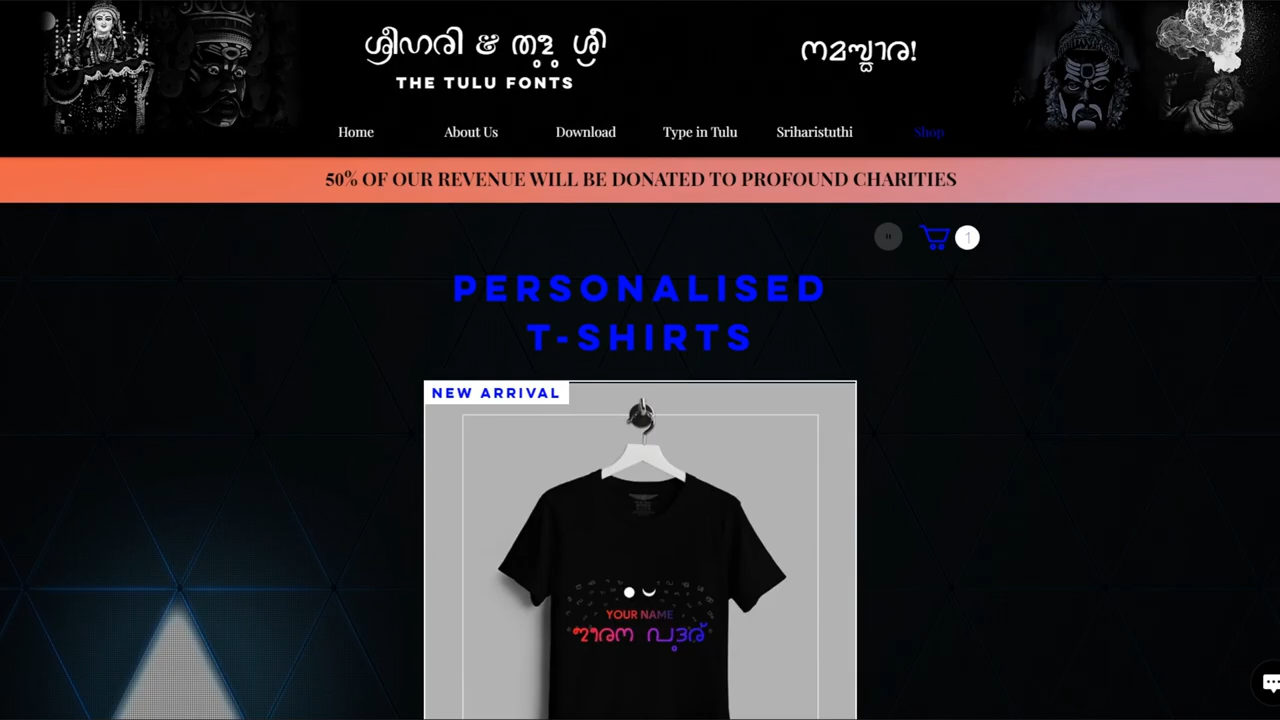 THE TULU FONTS
Home
About Us
Download
Type in Tulu
Sriharistuthi
Shop
50% OF OUR REVENUE WILL BE DONATED TO PROFOUND CHARITIES
1
PERSONALISED
T-SHIRTS
NEW ARRIVAL
YOUR NAME